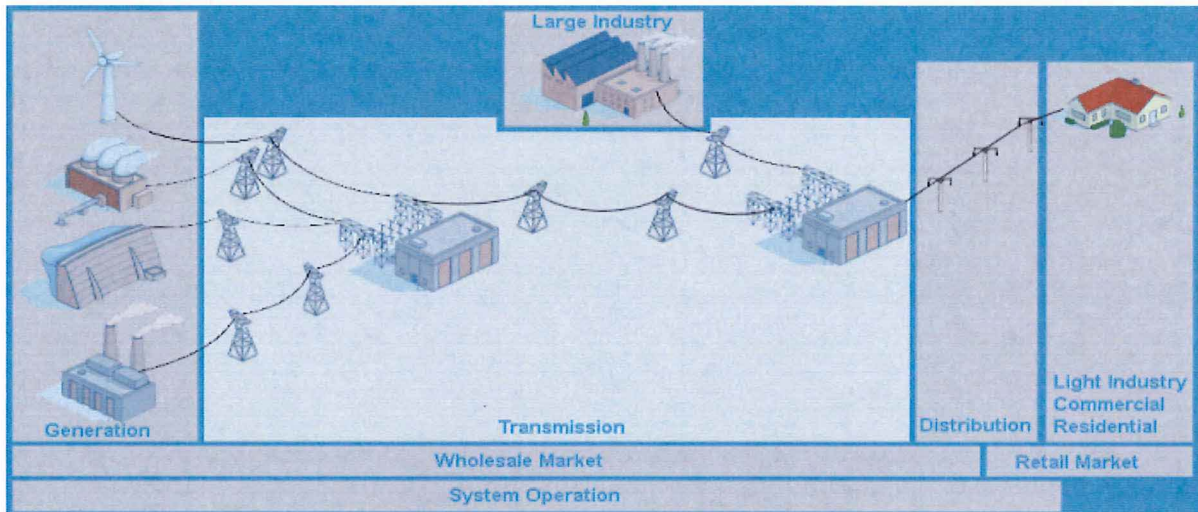 Large Industry
Generation
Transmission
Distribution
Light Industry
Commercial
Residential
Wholesale Market
Retail Market
System Operation